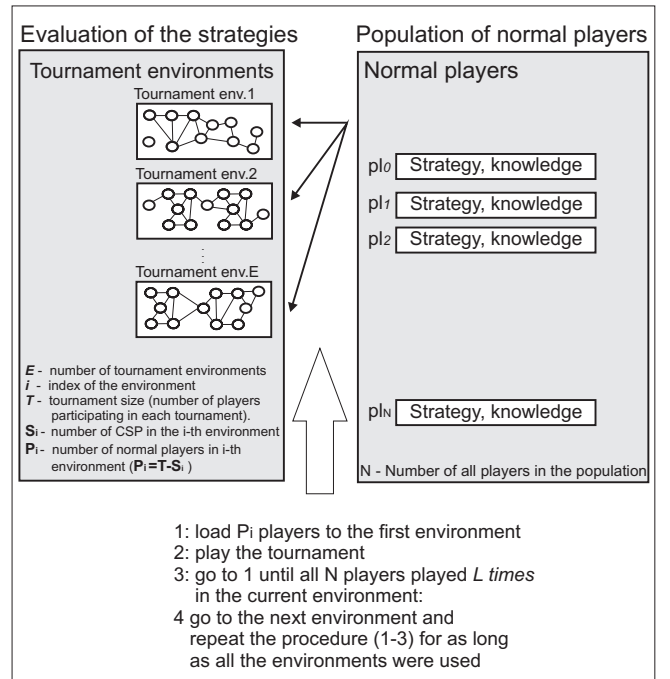 Evaluation of the strategies
Tournament environments
Tournament env.1
Tournament env.2
Tournament env.E
E - number of tournament environments
i - index of the environment
T - tournament size (number of players
participating in each tournament).
Si - number of CSP in the i-th environment
Pi - number of normal players in i-th
environment (Pi=T-Si )
Population of normal players
Normal players
pl0 Strategy, knowledge
pl1 Strategy, knowledge
pl2 Strategy, knowledge
plN Strategy, knowledge
N - Number of all players in the population
1: load Pi players to the first environment
2: play the tournament
3: go to 1 until all N players played L times
in the current environment:
4 go to the next environment and
repeat the procedure (1-3) for as long
as all the environments were used